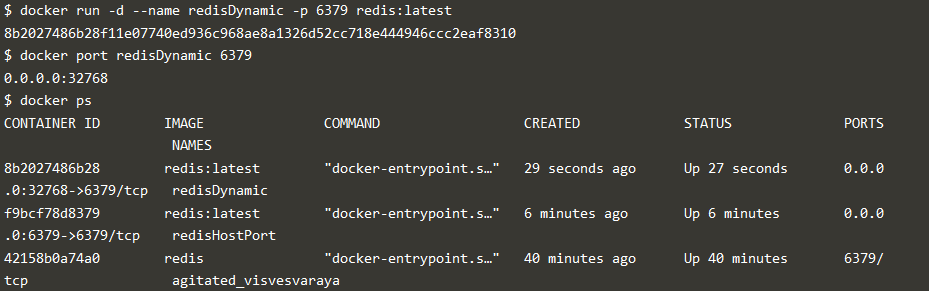 $ docker run -d --name redisDynamic -p 6379 redis:latest
8b2027486b28f11e07740ed936c968ae8a1326d52cc718e444946ccc2eaf8310
$ docker port redisDynamic 6379
0.0.0.0:32768
$ docker ps
CONTAINER ID        IMAGE               COMMAND                  CREATED             STATUS              PORTS
                     NAMES
8b2027486b28        redis:latest        "docker-entrypoint.s…"   29 seconds ago      Up 27 seconds       0.0.0
.0:32768->6379/tcp   redisDynamic
f9bcf78d8379        redis:latest        "docker-entrypoint.s…"   6 minutes ago       Up 6 minutes        0.0.0
.0:6379->6379/tcp    redisHostPort
42158b0a74a0        redis               "docker-entrypoint.s…"   40 minutes ago      Up 40 minutes       6379/
tcp                  agitated_visvesvaraya